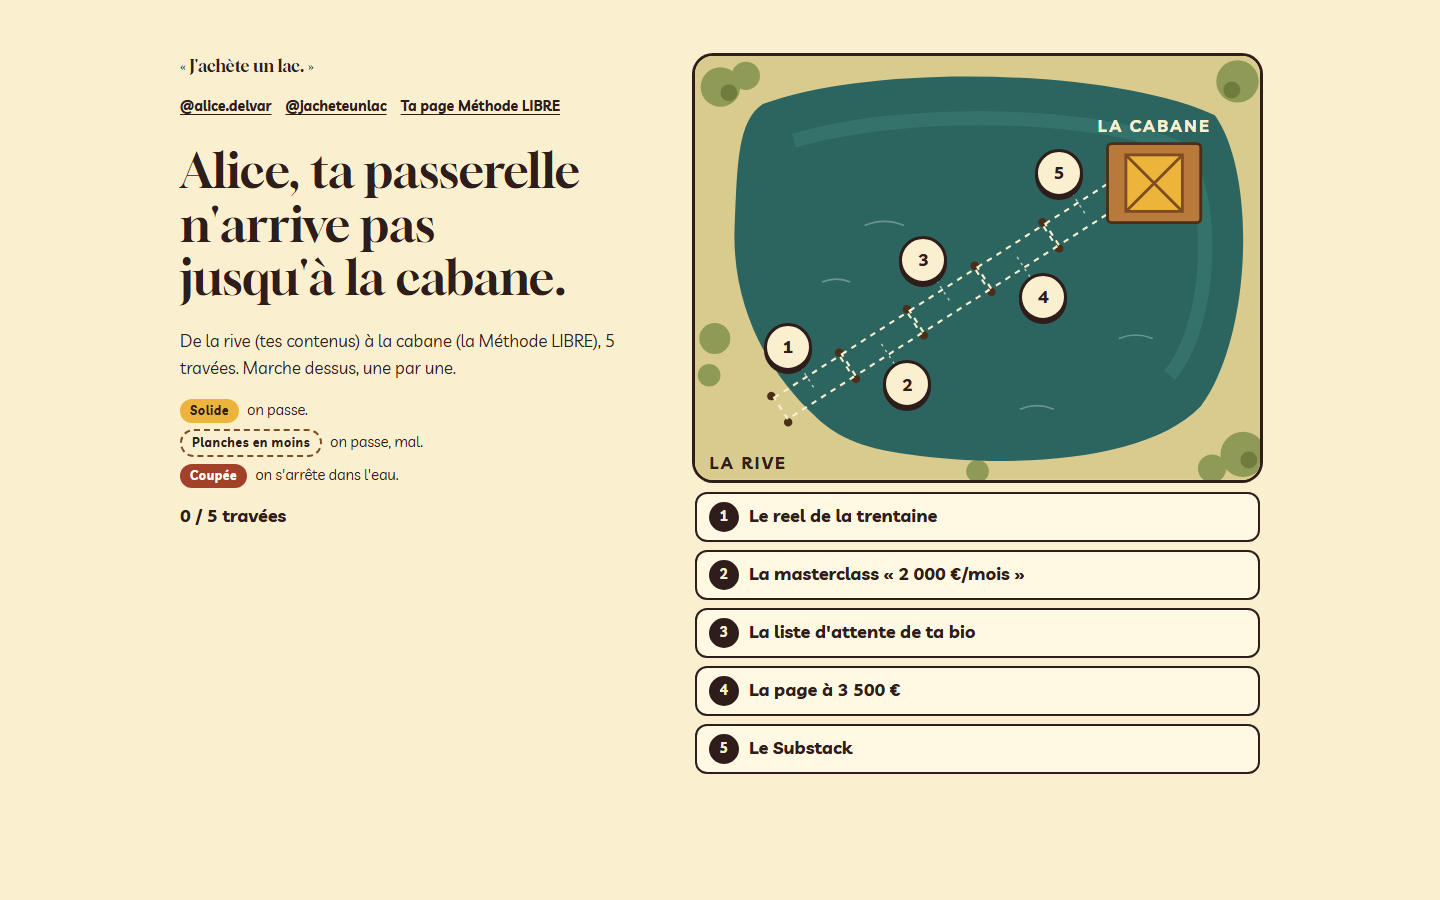 « J'achète un lac. »
@alice.delvar @jacheteunlac Ta page Méthode LIBRE
Alice, ta passerelle
n'arrive pas
jusqu'à la cabane.
De la rive (tes contenus) à la cabane (la Méthode LIBRE), 5
travées. Marche dessus, une par une.
Solide on passe.
Planches en moins on passe, mal.
Coupée on s'arrête dans l'eau.
0 / 5 travées
LA CABANE
5
3
4
1
2
LA RIVE
1 Le reel de la trentaine
2 La masterclass « 2 000 €/mois »
3 La liste d'attente de ta bio
4 La page à 3 500 €
5 Le Substack